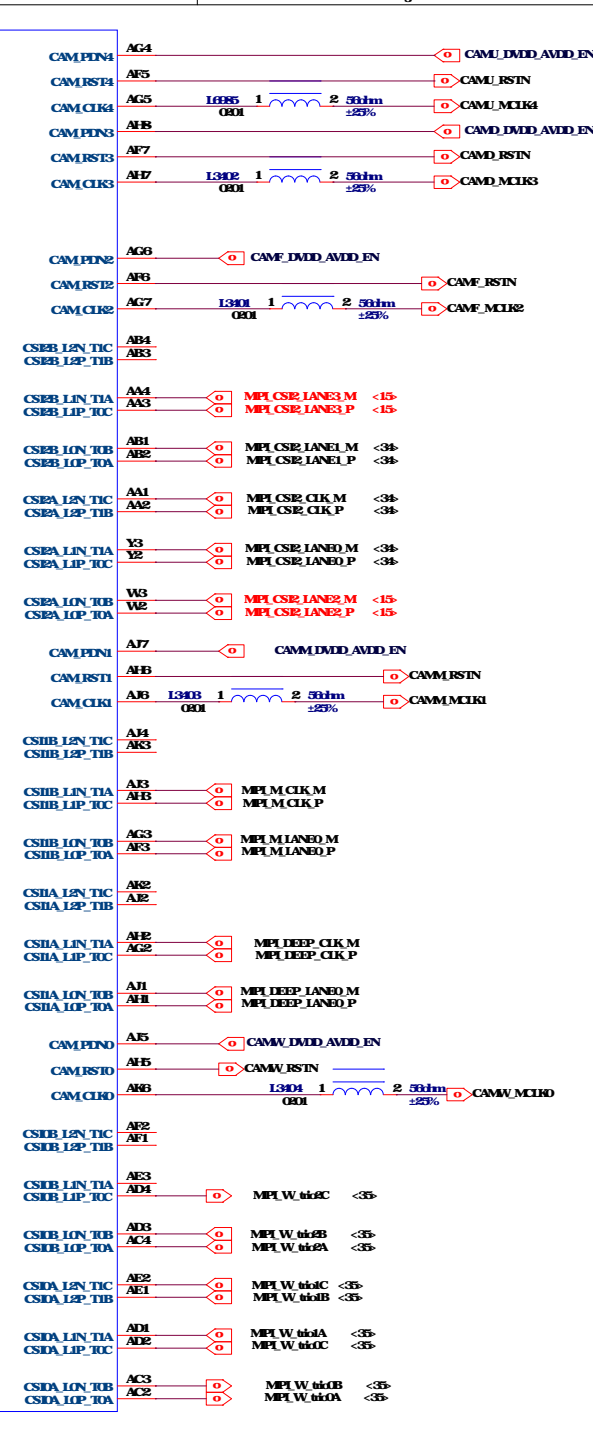 CAM_PDN4 AG4 CAMU_DVDD_AVDD_EN
CAM_RST4 AF5 CAMU_RSTN
CAM_CLK4 AG5 L6985 1 2 56ohm CAMU_MCLK4
0201 ±25%
CAM_PDN3 AH8 CAMD_DVDD_AVDD_EN
CAM_RST3 AF7 CAMD_RSTN
CAM_CLK3 AH7 L3402 1 2 56ohm CAMD_MCLK3
0201 ±25%
CAM_PDN2 AG6 CAMF_DVDD_AVDD_EN
CAM_RST2 AF6 CAMF_RSTN
CAM_CLK2 AG7 L3401 1 2 56ohm CAMF_MCLK2
0201 ±25%
CSI2B_L2N_T1C AB4
CSI2B_L2P_T1B AB3
CSI2B_L1N_T1A AA4 MIPI_CSI2_LANE3_M <15>
CSI2B_L1P_T0C AA3 MIPI_CSI2_LANE3_P <15>
CSI2B_L0N_T0B AB1 MIPI_CSI2_LANE1_M <34>
CSI2B_L0P_T0A AB2 MIPI_CSI2_LANE1_P <34>
CSI2A_L2N_T1C AA1 MIPI_CSI2_CLK_M <34>
CSI2A_L2P_T1B AA2 MIPI_CSI2_CLK_P <34>
CSI2A_L1N_T1A Y3 MIPI_CSI2_LANE0_M <34>
CSI2A_L1P_T0C Y2 MIPI_CSI2_LANE0_P <34>
CSI2A_L0N_T0B W3 MIPI_CSI2_LANE2_M <15>
CSI2A_L0P_T0A W2 MIPI_CSI2_LANE2_P <15>
CAM_PDN1 AJ7 CAMM_DVDD_AVDD_EN
CAM_RST1 AH6 CAMM_RSTN
CAM_CLK1 AJ6 L3403 1 2 56ohm CAMM_MCLK1
0201 ±25%
CSI1B_L2N_T1C AJ4
CSI1B_L2P_T1B AK3
CSI1B_L1N_T1A AJ3 MIPI_M_CLK_M
CSI1B_L1P_T0C AH3 MIPI_M_CLK_P
CSI1B_L0N_T0B AG3 MIPI_M_LANE0_M
CSI1B_L0P_T0A AF3 MIPI_M_LANE0_P
CSI1A_L2N_T1C AK2
CSI1A_L2P_T1B AJ2
CSI1A_L1N_T1A AH2 MIPI_DEEP_CLK_M
CSI1A_L1P_T0C AG2 MIPI_DEEP_CLK_P
CSI1A_L0N_T0B AJ1 MIPI_DEEP_LANE0_M
CSI1A_L0P_T0A AH1 MIPI_DEEP_LANE0_P
CAM_PDN0 AJ5 CAMW_DVDD_AVDD_EN
CAM_RST0 AH5 CAMW_RSTN
CAM_CLK0 AK6 L3404 1 2 56ohm CAMW_MCLK0
0201 ±25%
CSI0B_L2N_T1C AF2
CSI0B_L2P_T1B AF1
CSI0B_L1N_T1A AE3
CSI0B_L1P_T0C AD4 MIPI_W_trio2C <35>
CSI0B_L0N_T0B AD3 MIPI_W_trio2B <35>
CSI0B_L0P_T0A AC4 MIPI_W_trio2A <35>
CSI0A_L2N_T1C AE2 MIPI_W_trio1C <35>
CSI0A_L2P_T1B AE1 MIPI_W_trio1B <35>
CSI0A_L1N_T1A AD1 MIPI_W_trio1A <35>
CSI0A_L1P_T0C AD2 MIPI_W_trio0C <35>
CSI0A_L0N_T0B AC3 MIPI_W_trio0B <35>
CSI0A_L0P_T0A AC2 MIPI_W_trio0A <35>